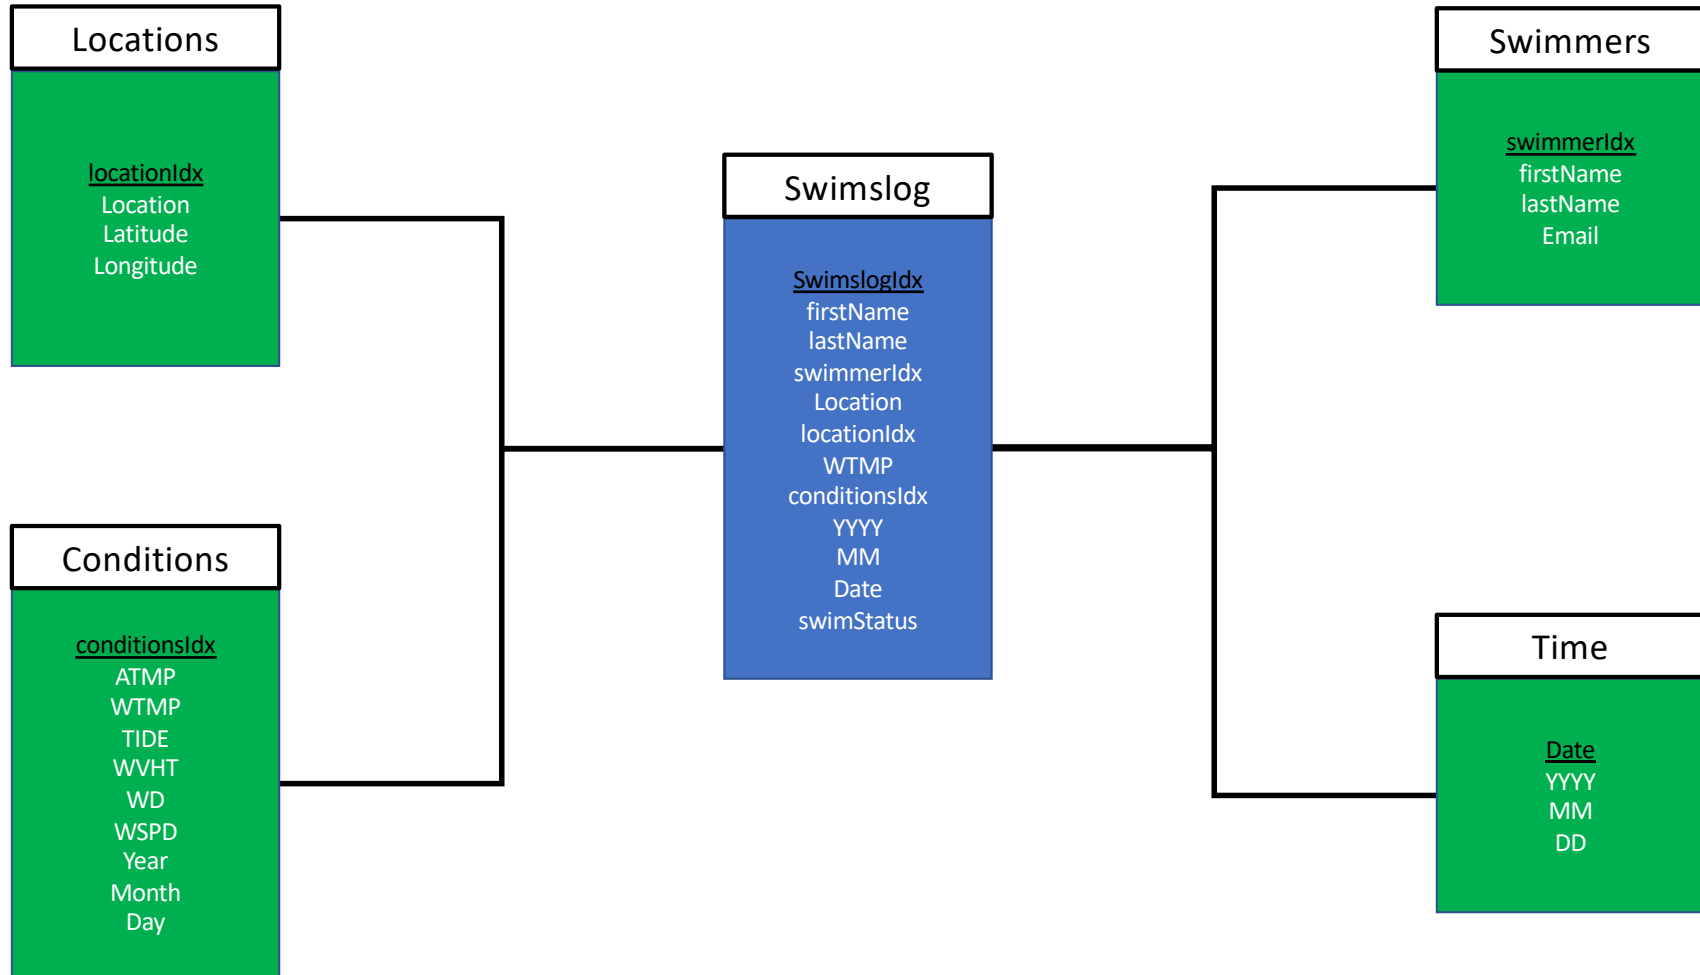 Locations
locationIdx
Location
Latitude
Longitude
Conditions
conditionsIdx
ATMP
WTMP
TIDE
WVHT
WD
WSPD
Year
Month
Day
Swimslog
SwimslogIdx
firstName
lastName
swimmerIdx
Location
locationIdx
WTMP
conditionsIdx
YYYY
MM
Date
swimStatus
Swimmers
swimmerIdx
firstName
lastName
Email
Time
Date
YYYY
MM
DD